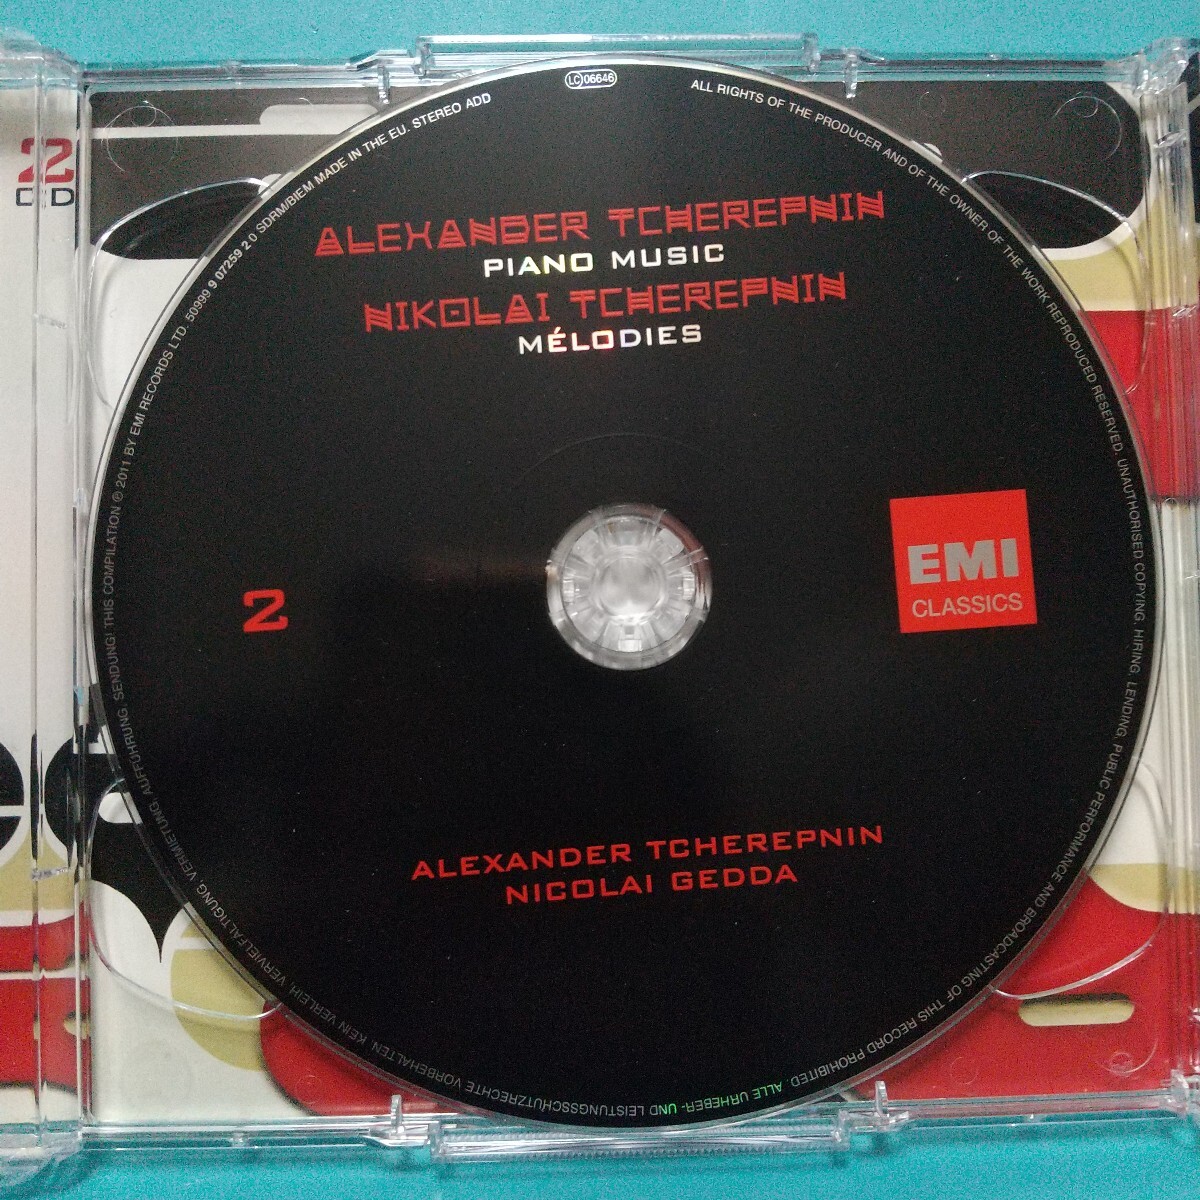 2
CD
LC 06646
ALEXANDER TCHEREPNIN
PIANO MUSIC
NIKOLAI TCHEREPNIN
MÉLODIES
2
EMI
CLASSICS
ALEXANDER TCHEREPNIN
NICOLAI GEDDA
ALL RIGHTS OF THE PRODUCER AND OF THE OWNER OF THE WORK REPRODUCED RESERVED. UNAUTHORISED COPYING, HIRING, LENDING, PUBLIC PERFORMANCE AND BROADCASTING OF THIS RECORD PROHIBITED. ALLE URHEBER- UND LEISTUNGSSCHUTZRECHTE VORBEHALTEN. KEIN VERLEIH, VERVIELFÄLTIGUNG, VERMIETUNG, AUFFÜHRUNG, SENDUNG! THIS COMPILATION ℗ 2011 BY EMI RECORDS LTD. 50999 9 07259 2 0 SDRM/BIEM MADE IN THE EU. STEREO ADD